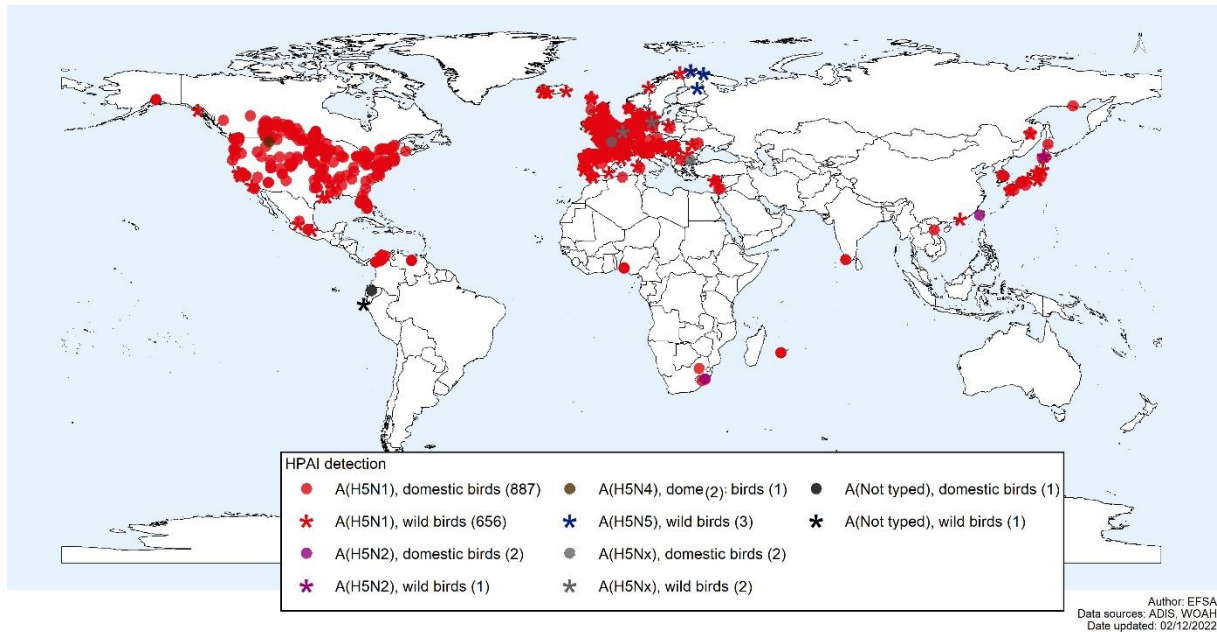 N
HPAI detection
A(H5N1), domestic birds (887)
A(H5N1), wild birds (656)
A(H5N2), domestic birds (2)
A(H5N2), wild birds (1)
A(H5N4), dome(2): birds (1)
A(H5N5), wild birds (3)
A(H5Nx), domestic birds (2)
A(H5Nx), wild birds (2)
A(Not typed), domestic birds (1)
A(Not typed), wild birds (1)
Author: EFSA
Data sources: ADIS, WOAH
Date updated: 02/12/2022